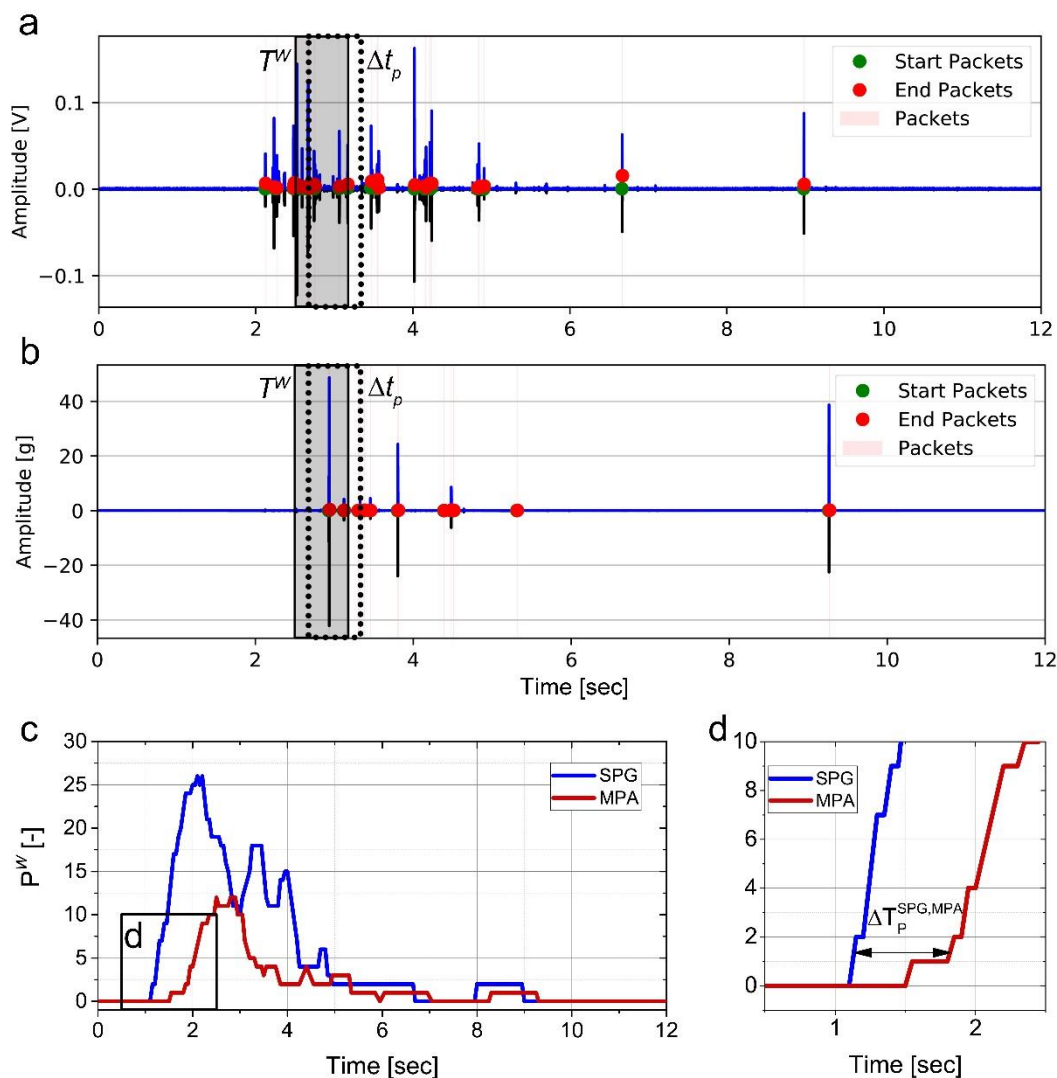 a
T^W
Δt_p
Start Packets
End Packets
Packets
Amplitude [V]
0.1
0.0
−0.1
0 2 4 6 8 10 12
b
T^W
Δt_p
Start Packets
End Packets
Packets
Amplitude [g]
40
20
0
−20
−40
0 2 4 6 8 10 12
Time [sec]
c
SPG
MPA
P^W [-]
30
25
20
15
10
5
0
d
0 2 4 6 8 10 12
Time [sec]
d
SPG
MPA
10
8
6
4
2
0
ΔT_P^SPG,MPA
1 2
Time [sec]